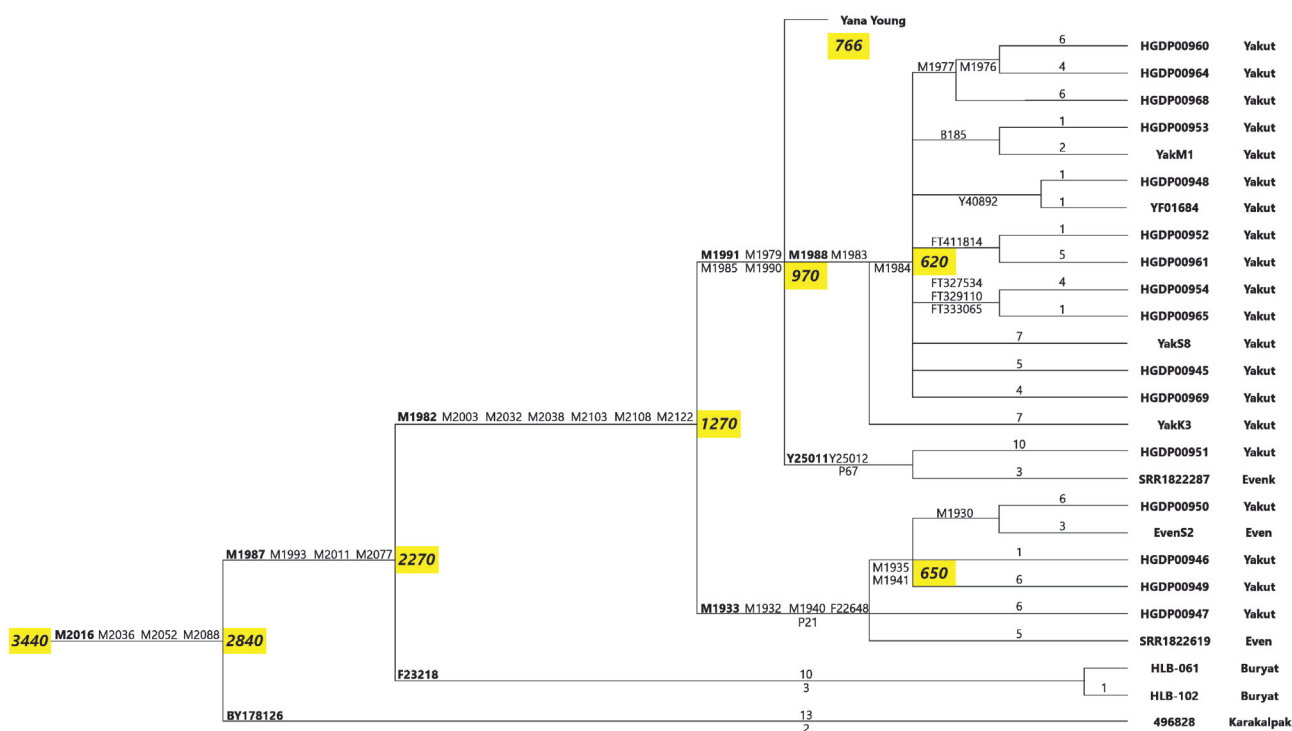 Yana Young
766
6 HGDP00960 Yakut
M1977 M1976 4 HGDP00964 Yakut
6 HGDP00968 Yakut
1 HGDP00953 Yakut
B185
2 YakM1 Yakut
1 HGDP00948 Yakut
Y40892 1 YF01684 Yakut
1 HGDP00952 Yakut
FT411814
M1991 M1979 M1988 M1983 5 HGDP00961 Yakut
M1985 M1990 970 M1984 620
FT327534 4 HGDP00954 Yakut
FT329110
FT333065 1 HGDP00965 Yakut
7 YakS8 Yakut
5 HGDP00945 Yakut
4 HGDP00969 Yakut
M1982 M2003 M2032 M2038 M2103 M2108 M2122 1270 7 YakK3 Yakut
10 HGDP00951 Yakut
Y25011 Y25012
P67 3 SRR1822287 Evenk
6 HGDP00950 Yakut
M1930
3 EvenS2 Even
M1987 M1993 M2011 M2077 2270 1 HGDP00946 Yakut
M1935
M1941 650
6 HGDP00949 Yakut
M1933 M1932 M1940 F22648 6 HGDP00947 Yakut
P21
3440 M2016 M2036 M2052 M2088 2840 5 SRR1822619 Even
HLB-061 Buryat
F23218 10
3
1 HLB-102 Buryat
BY178126 13 496828 Karakalpak
2